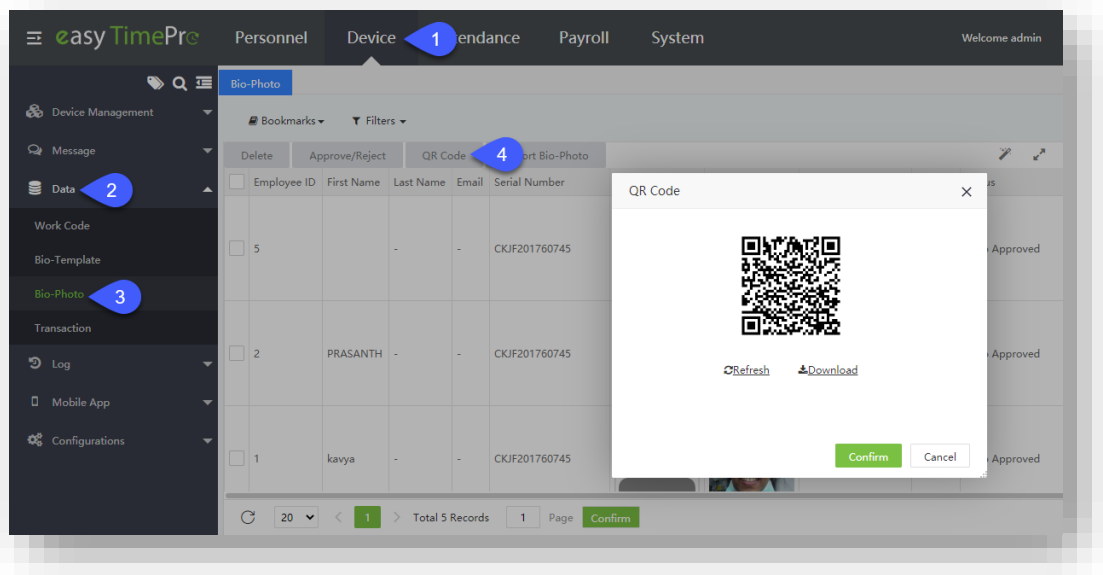 easy TimePro Personnel Device 1 endance Payroll System Welcome admin
Bio-Photo
Device Management
Bookmarks Filters
Message
Delete Approve/Reject QR Code 4 ort Bio-Photo
Employee ID First Name Last Name Email Serial Number us
Data 2
QR Code
Work Code
5 - - CKJF201760745 Approved
Bio-Template
Bio-Photo 3
Transaction
2 PRASANTH - - CKJF201760745 Approved
Log
Refresh Download
Mobile App
Configurations
1 kavya - - CKJF201760745 Approved
Confirm Cancel
20 1 Total 5 Records 1 Page Confirm